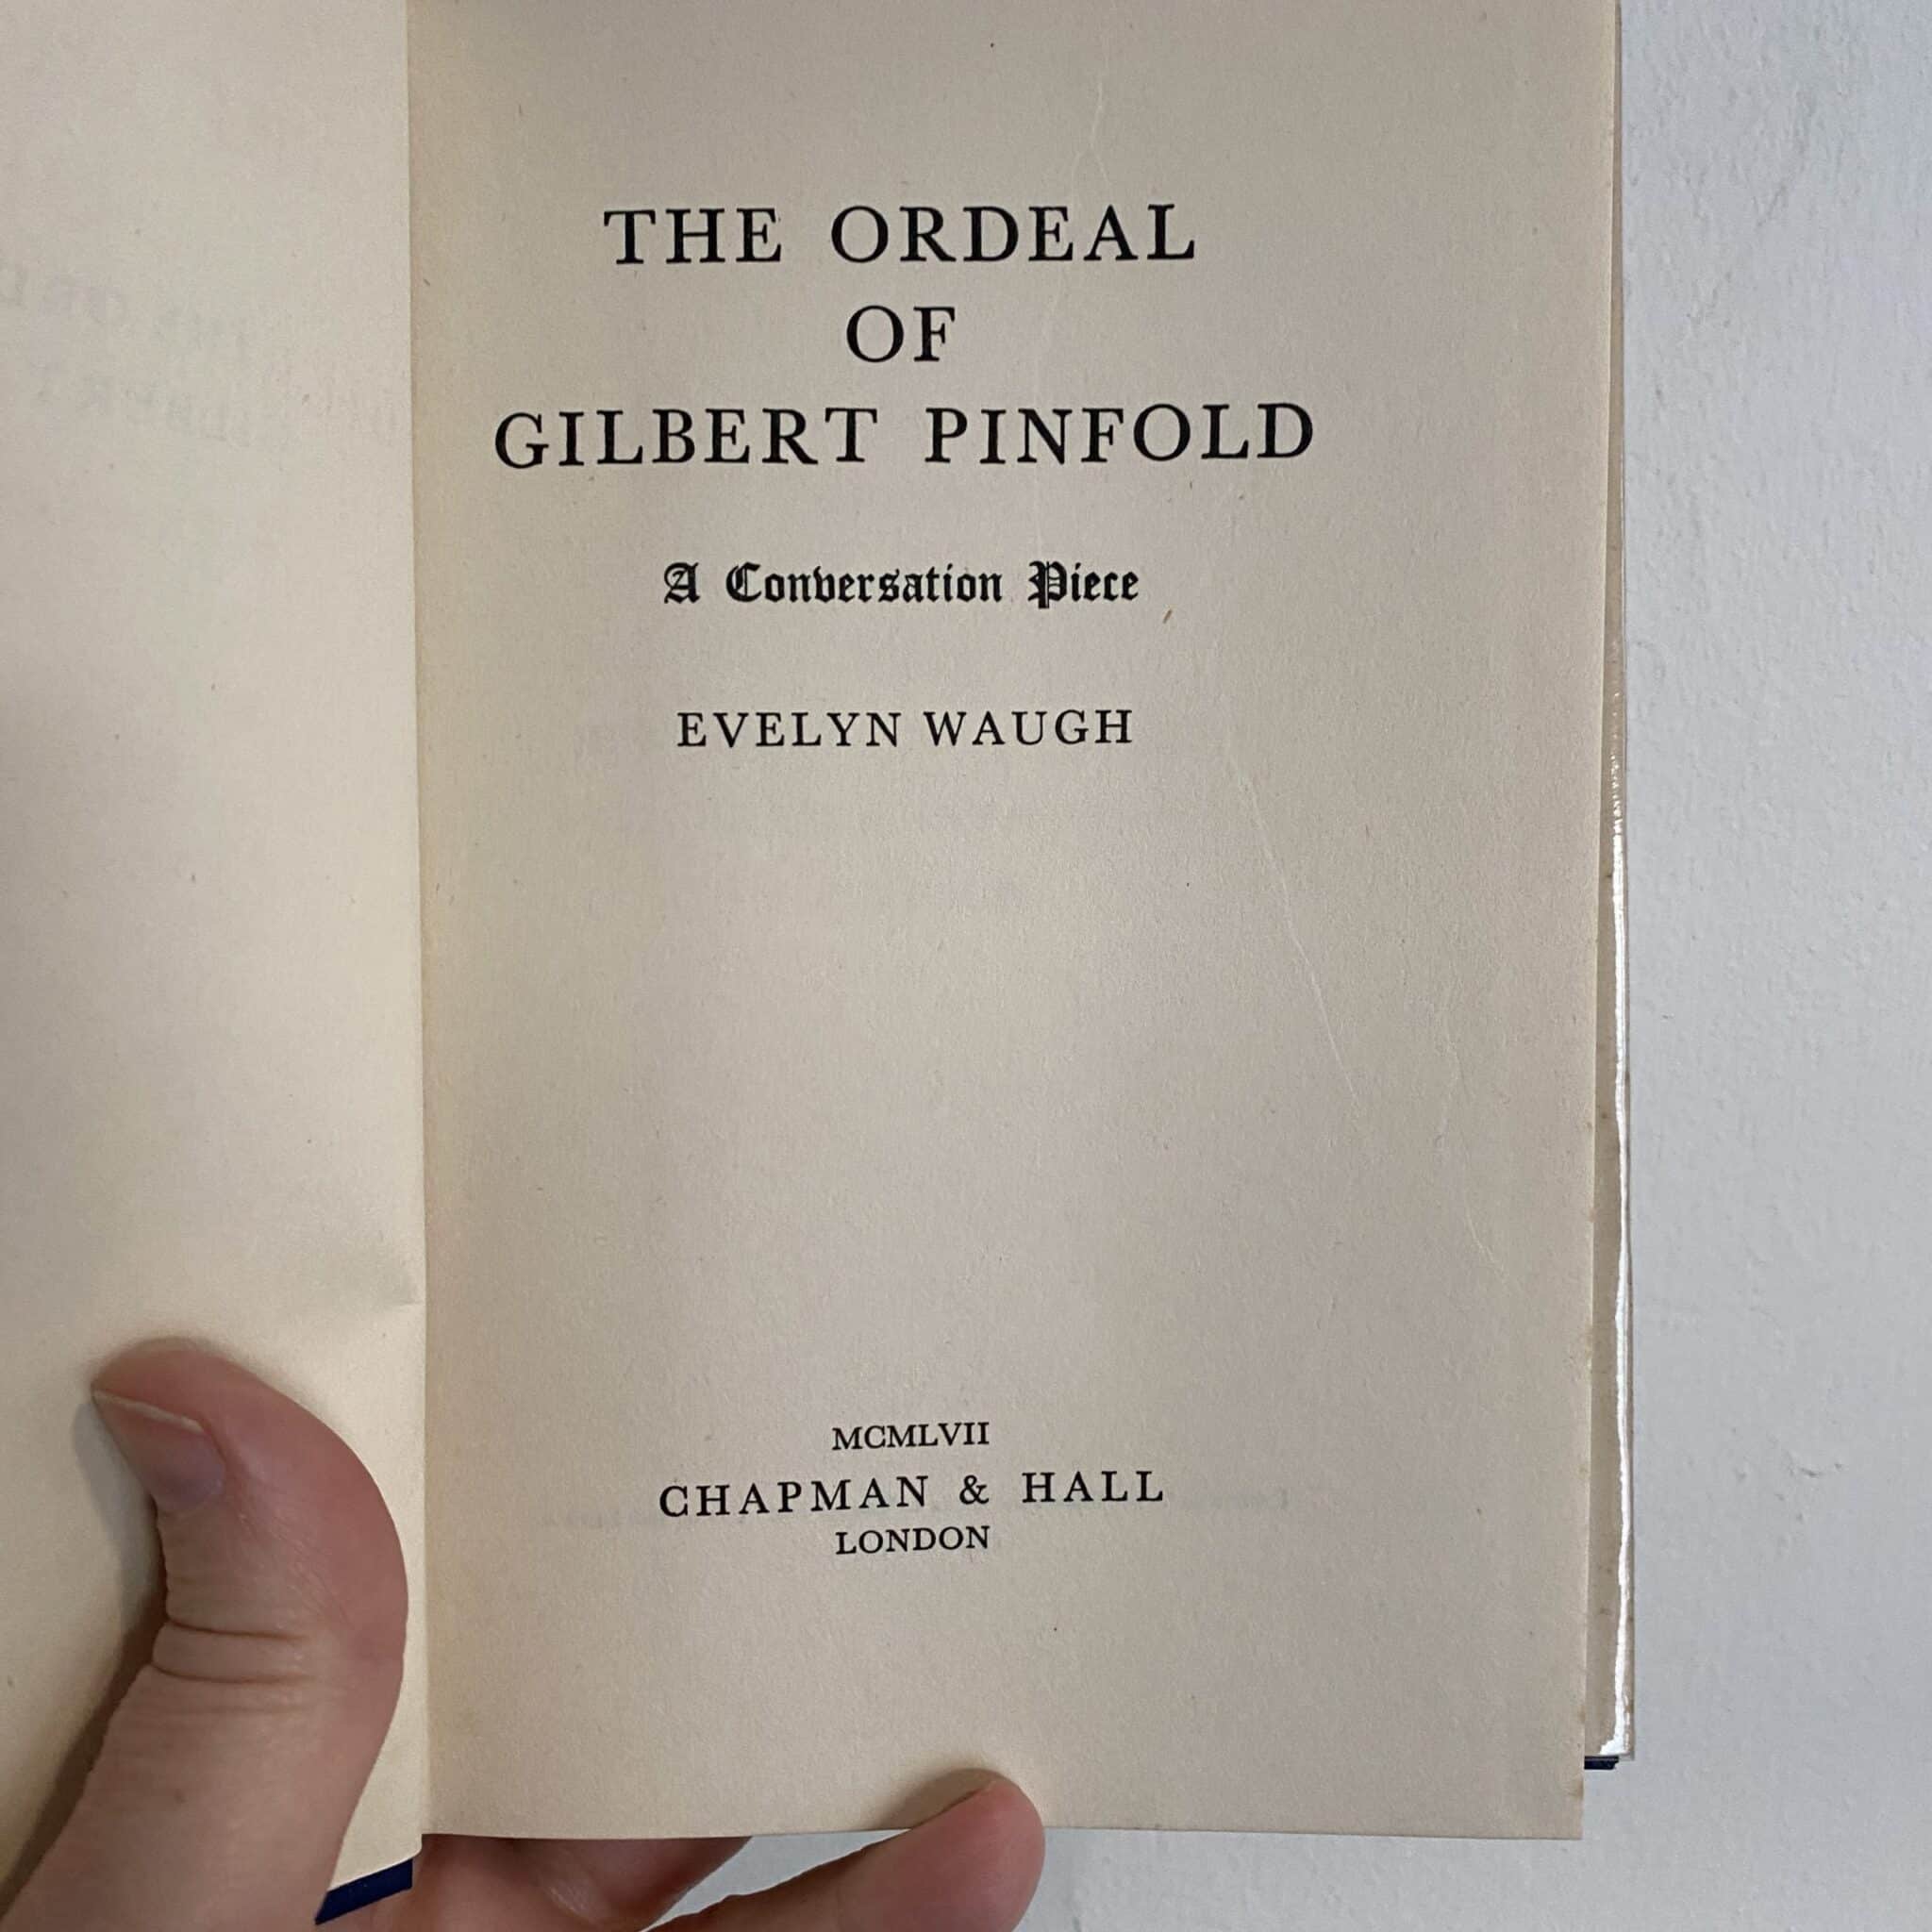 THE ORDEAL
OF
GILBERT PINFOLD
A Conversation Piece
EVELYN WAUGH
MCMLVII
CHAPMAN & HALL
LONDON